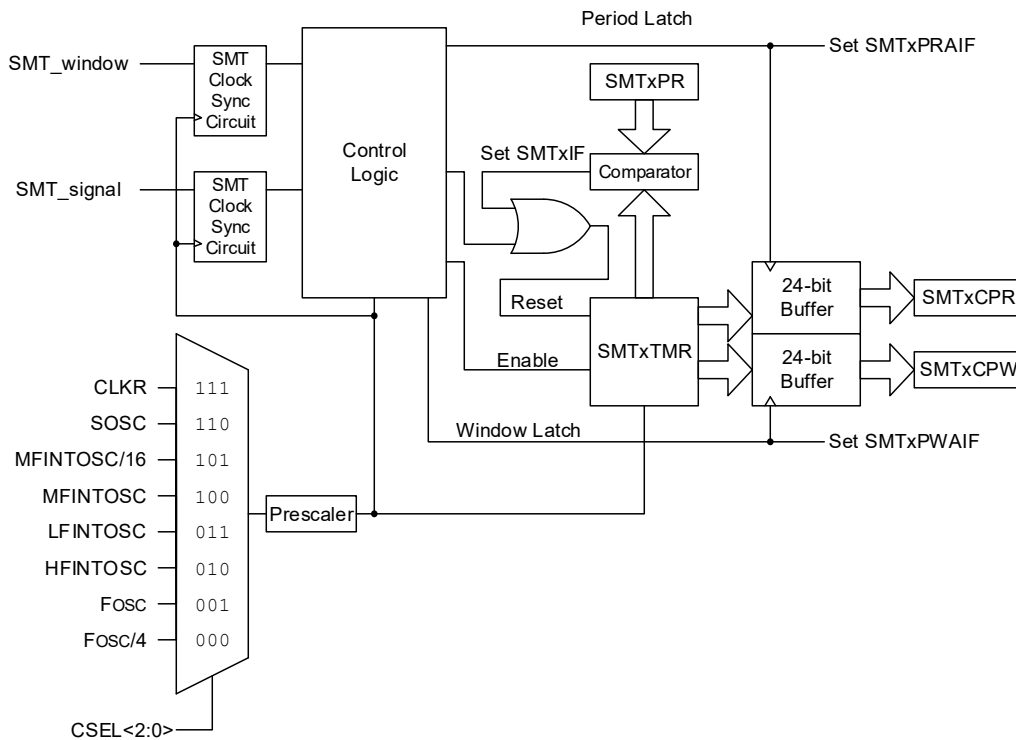 Period Latch
Set SMTxPRAIF
SMT_window
SMT
Clock
Sync
Circuit
SMTxPR
Control
Logic
Set SMTxIF
Comparator
SMT_signal
SMT
Clock
Sync
Circuit
24-bit
Buffer
SMTxCPR
Reset
SMTxTMR
Enable
24-bit
Buffer
SMTxCPW
Window Latch
Set SMTxPWAIF
CLKR 111
SOSC 110
MFINTOSC/16 101
MFINTOSC 100
LFINTOSC 011
HFINTOSC 010
FOSC 001
FOSC/4 000
Prescaler
CSEL<2:0>